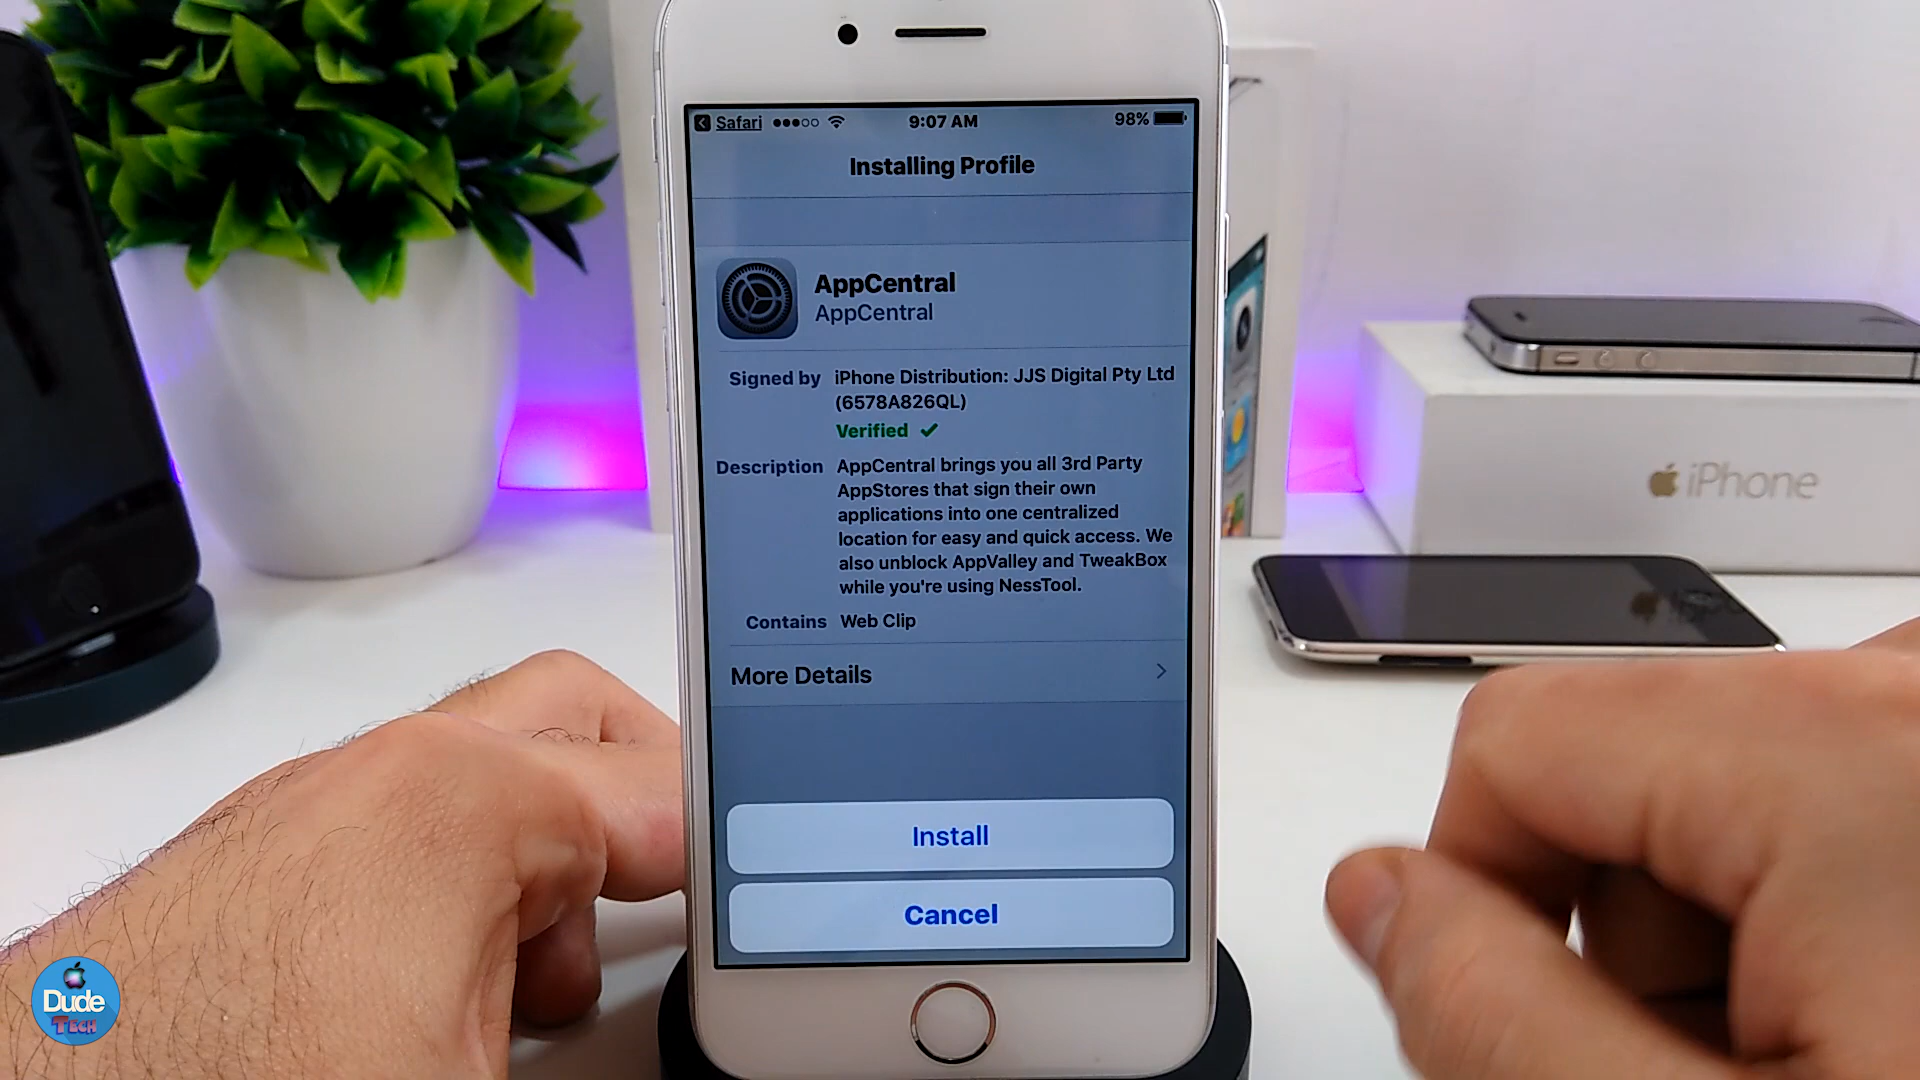 Safari
9:07 AM
98%
Installing Profile
AppCentral
AppCentral
Signed by iPhone Distribution: JJS Digital Pty Ltd
(6578A826QL)
Verified ✓
Description AppCentral brings you all 3rd Party
AppStores that sign their own
applications into one centralized
location for easy and quick access. We
also unblock AppValley and TweakBox
while you're using NessTool.
Contains Web Clip
More Details
Install
Cancel
iPhone
Dude
TECH